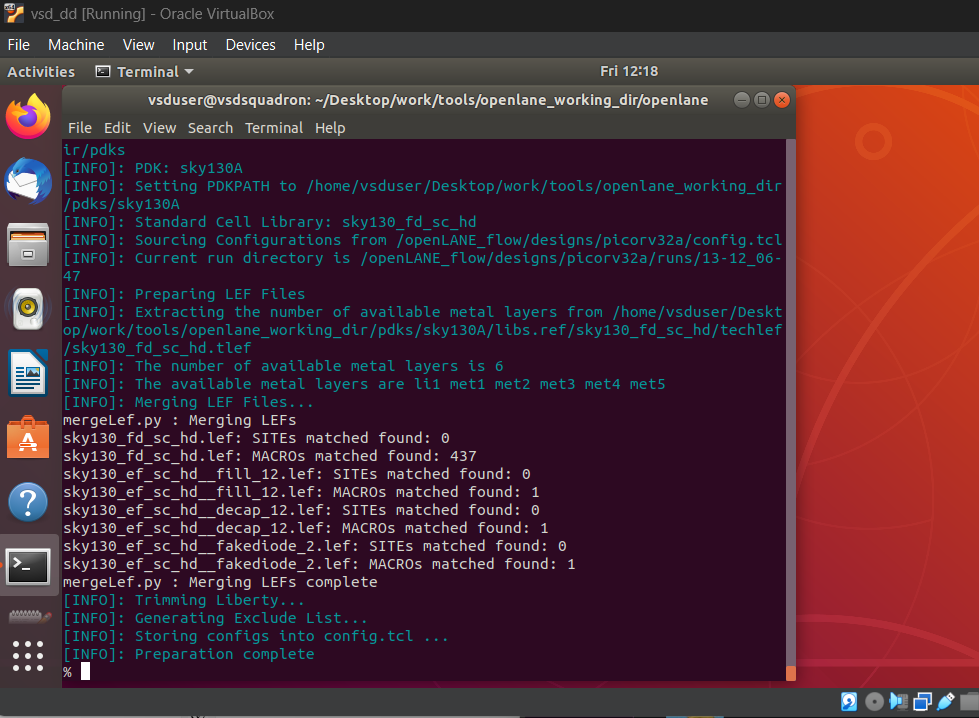 vsd_dd [Running] - Oracle VirtualBox
File Machine View Input Devices Help
Activities Terminal Fri 12:18
vsduser@vsdsquadron: ~/Desktop/work/tools/openlane_working_dir/openlane
File Edit View Search Terminal Help
ir/pdks
[INFO]: PDK: sky130A
[INFO]: Setting PDKPATH to /home/vsduser/Desktop/work/tools/openlane_working_dir
/pdks/sky130A
[INFO]: Standard Cell Library: sky130_fd_sc_hd
[INFO]: Sourcing Configurations from /openLANE_flow/designs/picorv32a/config.tcl
[INFO]: Current run directory is /openLANE_flow/designs/picorv32a/runs/13-12_06-
47
[INFO]: Preparing LEF Files
[INFO]: Extracting the number of available metal layers from /home/vsduser/Deskt
op/work/tools/openlane_working_dir/pdks/sky130A/libs.ref/sky130_fd_sc_hd/techlef
/sky130_fd_sc_hd.tlef
[INFO]: The number of available metal layers is 6
[INFO]: The available metal layers are li1 met1 met2 met3 met4 met5
[INFO]: Merging LEF Files...
mergeLef.py : Merging LEFs
sky130_fd_sc_hd.lef: SITEs matched found: 0
sky130_fd_sc_hd.lef: MACROs matched found: 437
sky130_ef_sc_hd__fill_12.lef: SITEs matched found: 0
sky130_ef_sc_hd__fill_12.lef: MACROs matched found: 1
sky130_ef_sc_hd__decap_12.lef: SITEs matched found: 0
sky130_ef_sc_hd__decap_12.lef: MACROs matched found: 1
sky130_ef_sc_hd__fakediode_2.lef: SITEs matched found: 0
sky130_ef_sc_hd__fakediode_2.lef: MACROs matched found: 1
mergeLef.py : Merging LEFs complete
[INFO]: Trimming Liberty...
[INFO]: Generating Exclude List...
[INFO]: Storing configs into config.tcl ...
[INFO]: Preparation complete
%